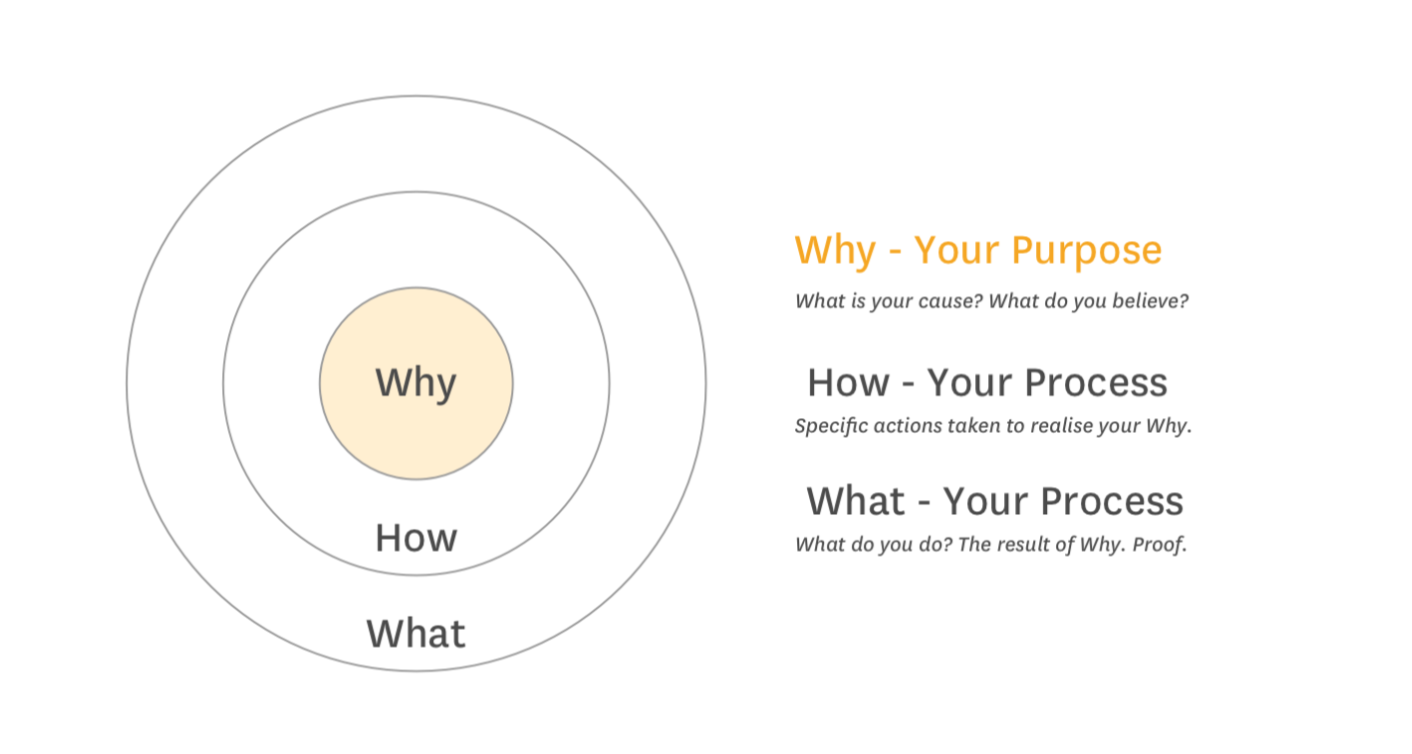 Why
How
What
Why - Your Purpose
What is your cause? What do you believe?
How - Your Process
Specific actions taken to realise your Why.
What - Your Process
What do you do? The result of Why. Proof.